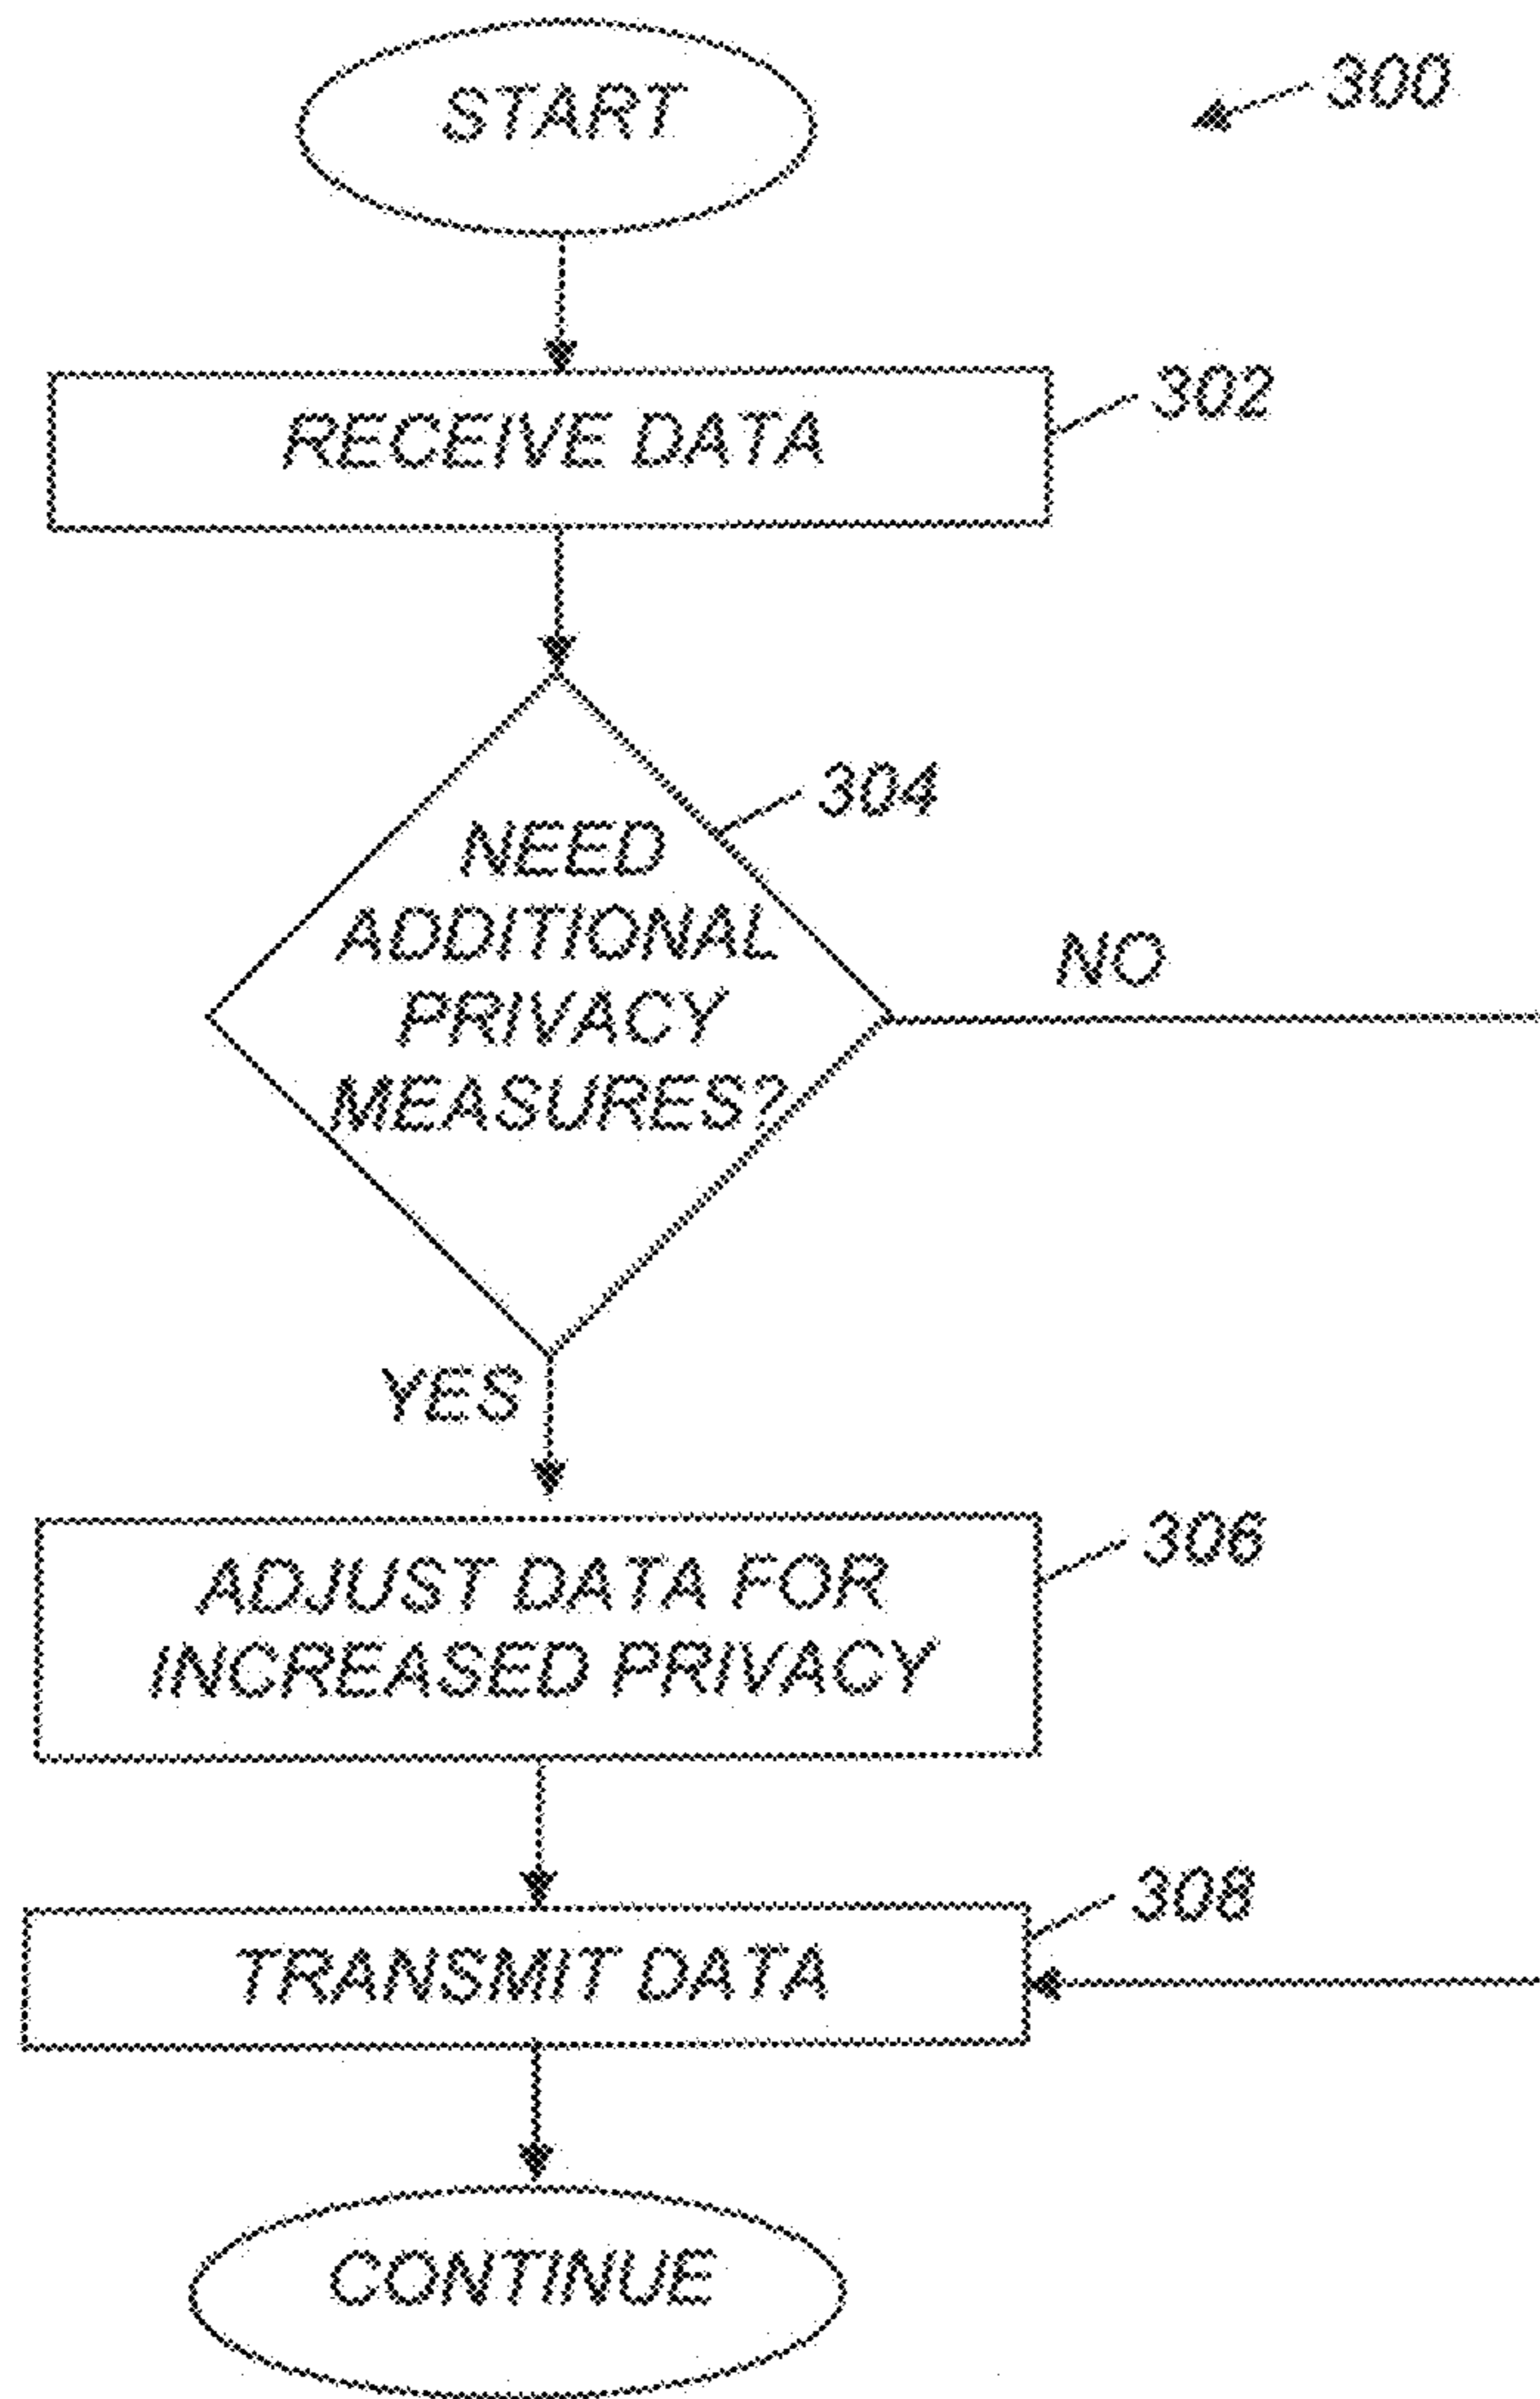 START
300
RECEIVE DATA
302
304
NEED
ADDITIONAL
PRIVACY
MEASURES?
NO
YES
306
ADJUST DATA FOR
INCREASED PRIVACY
308
TRANSMIT DATA
CONTINUE